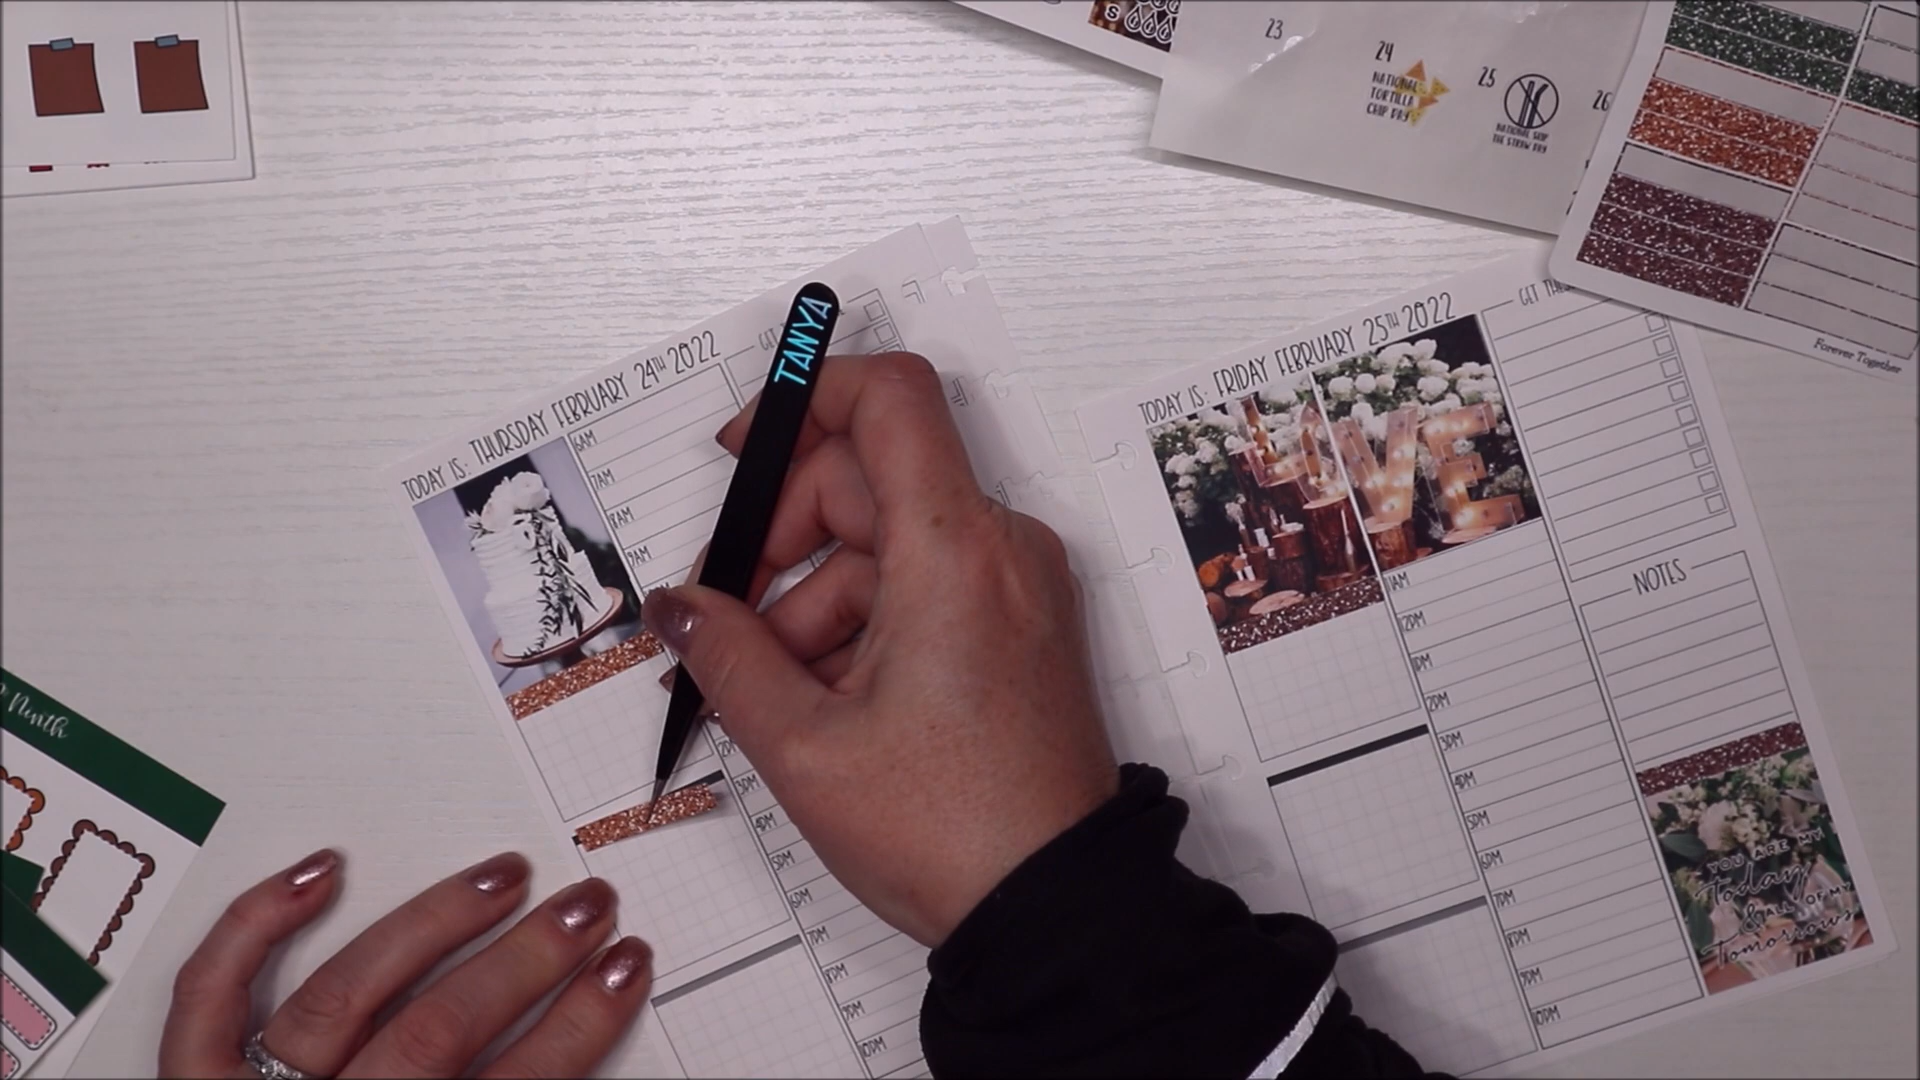 S
23
24
NATIONAL
TORTILLA
CHIP DAY
25
NATIONAL SKIP
THE STRAW DAY
26
Forever Together
TANYA
TODAY IS: THURSDAY FEBRUARY 24TH 2022
6AM
7AM
8AM
9AM
3PM
4PM
5PM
6PM
7PM
8PM
9PM
10PM
TODAY IS: FRIDAY FEBRUARY 25TH 2022
GET
11AM
12PM
1PM
2PM
3PM
4PM
5PM
6PM
7PM
8PM
9PM
10PM
LOVE
NOTES
YOU ARE MY
Today
& ALL OF MY
Tomorrows
Ninth